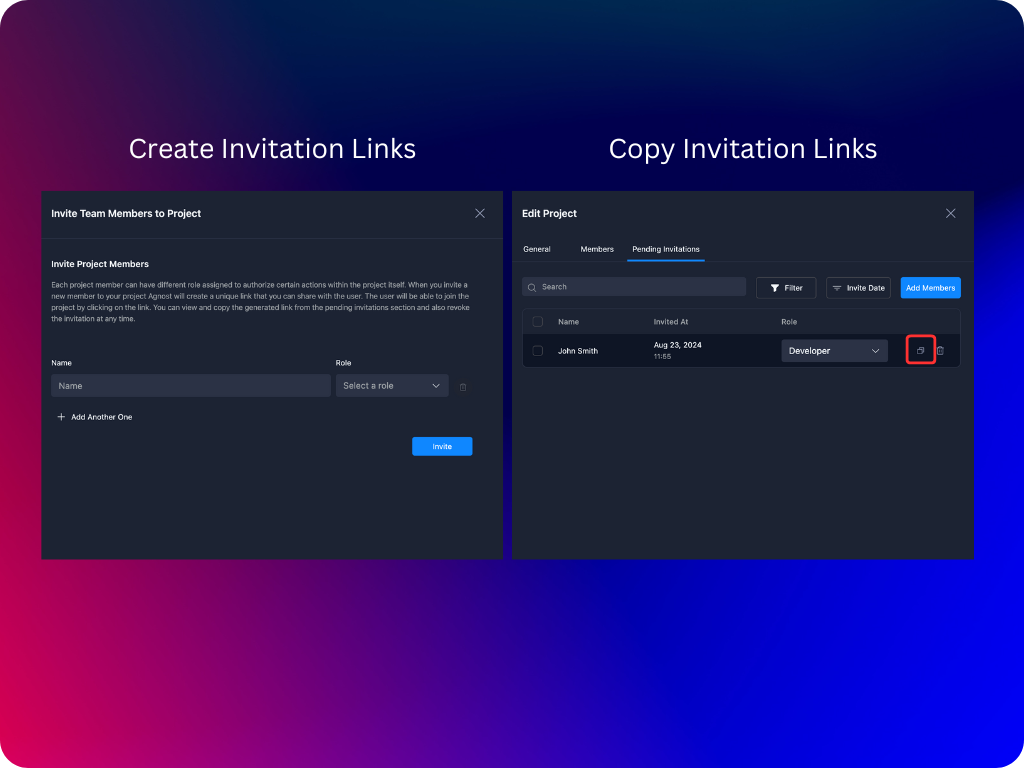 Create Invitation Links
Invite Team Members to Project
Invite Project Members
Each project member can have different role assigned to authorize certain actions within the project itself. When you invite a
new member to your project Agnost will create a unique link that you can share with the user. The user will be able to join the
project by clicking on the link. You can view and copy the generated link from the pending invitations section and also revoke
the invitation at any time.
Name Role
Name Select a role
Add Another One
Invite
Copy Invitation Links
Edit Project
General Members Pending Invitations
Search Filter Invite Date Add Members
Name Invited At Role
John Smith Aug 23, 2024 Developer
11:55